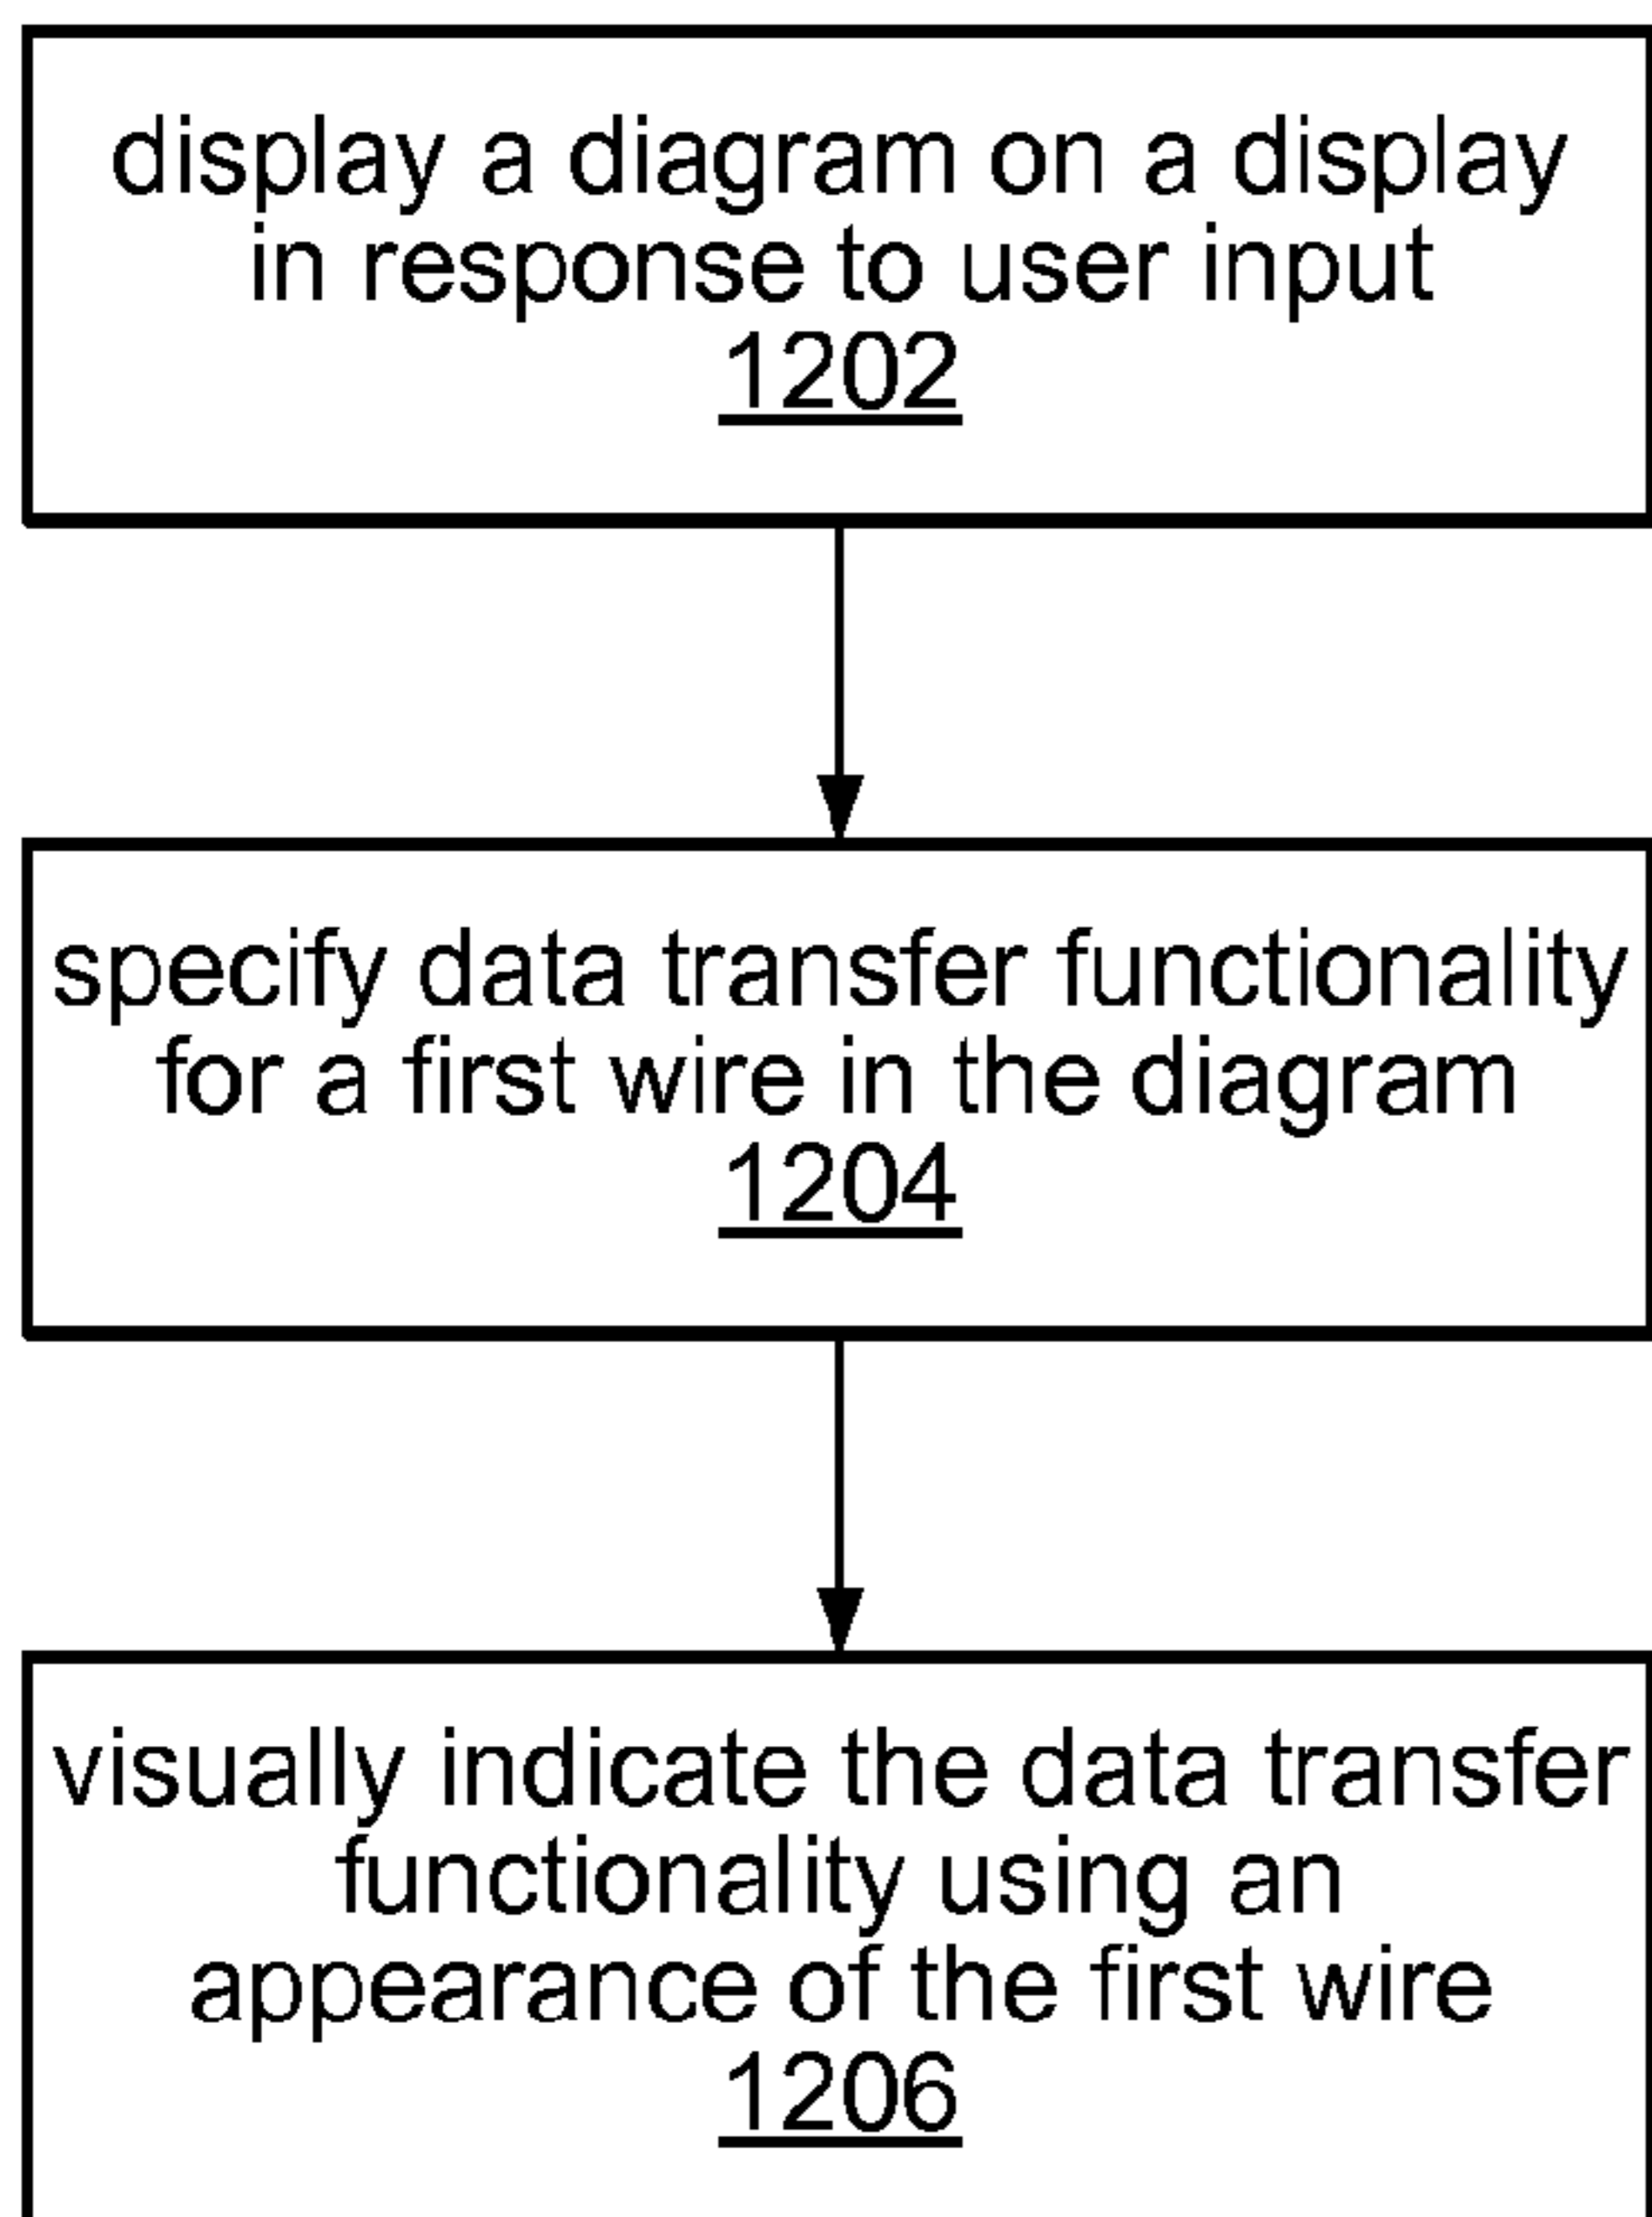 display a diagram on a display
in response to user input
1202
specify data transfer functionality
for a first wire in the diagram
1204
visually indicate the data transfer
functionality using an
appearance of the first wire
1206